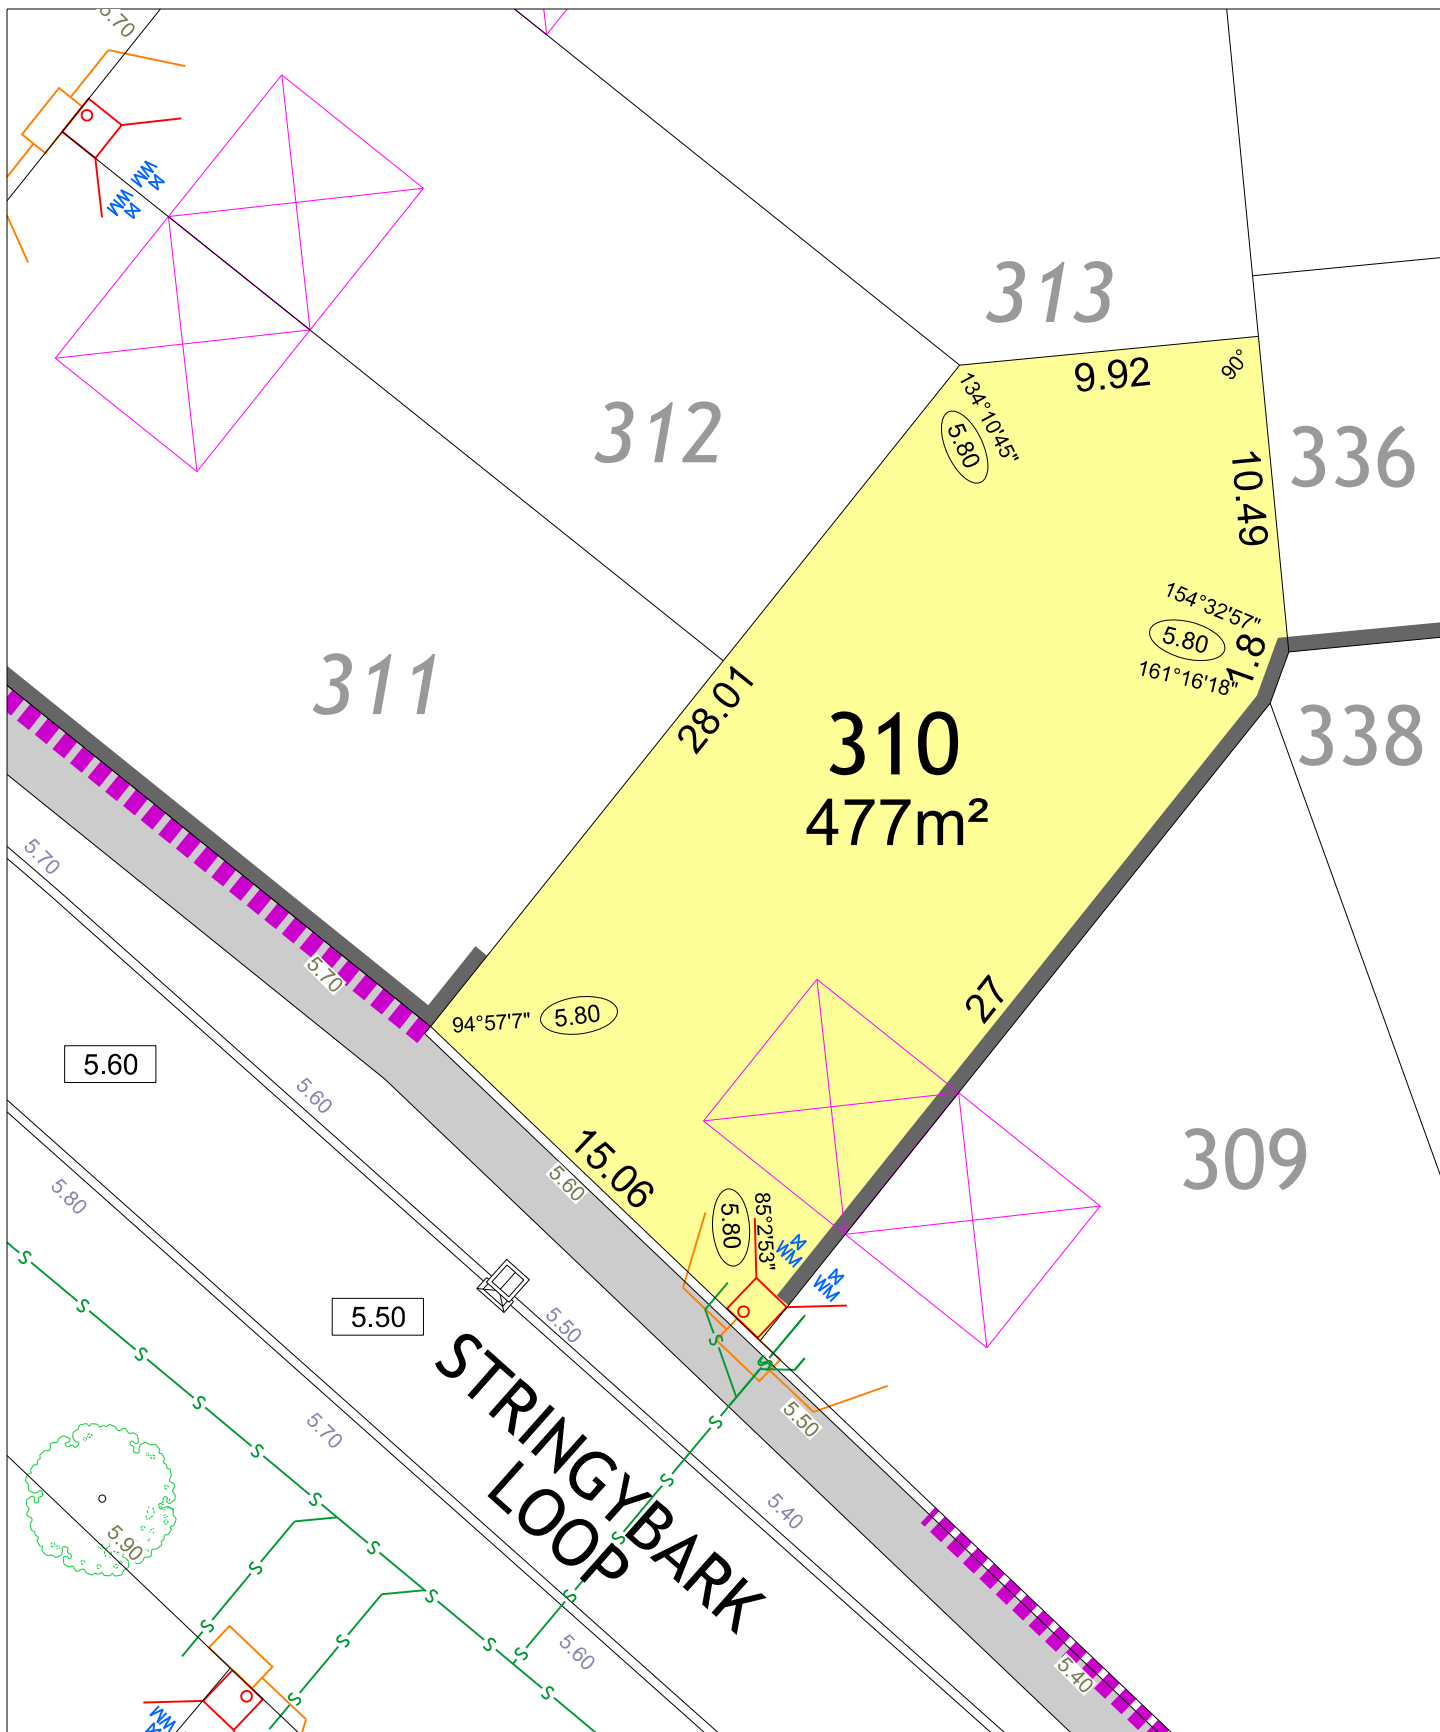 5.70
WM
WM
313
9.92
90°
134°10'45"
5.80
312
336
10.49
154°32'57"
5.80
1.8
161°16'18"
311
28.01
310
477m²
338
5.70
5.70
27
94°57'7"
5.80
5.60
5.60
15.06
5.60
309
5.80
5.80
85°2'53"
WM
WM
5.50
5.50
S
S
S
S
S
S
S
S
S
S
STRINGYBARK
LOOP
5.50
5.70
5.40
5.90
S
S
S
S
S
S
S
S
S
S
S
5.60
5.40
WM